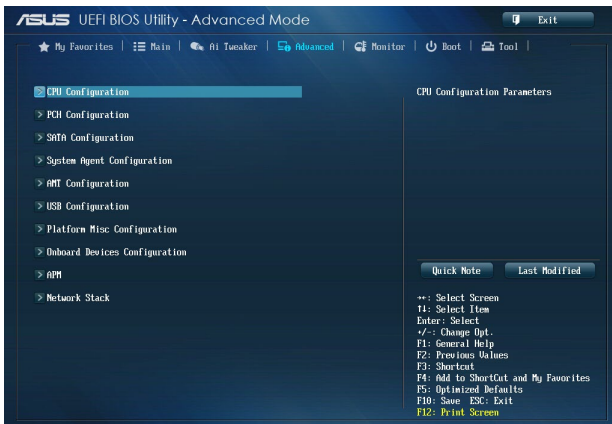 ASUS UEFI BIOS Utility - Advanced Mode
Exit
My Favorites | Main | Ai Tweaker | Advanced | Monitor | Boot | Tool |
> CPU Configuration
> PCH Configuration
> SATA Configuration
> System Agent Configuration
> AMT Configuration
> USB Configuration
> Platform Misc Configuration
> Onboard Devices Configuration
> APM
> Network Stack
CPU Configuration Parameters
Quick Note
Last Modified
→←: Select Screen
↑↓: Select Item
Enter: Select
+/-: Change Opt.
F1: General Help
F2: Previous Values
F3: Shortcut
F4: Add to ShortCut and My Favorites
F5: Optimized Defaults
F10: Save ESC: Exit
F12: Print Screen